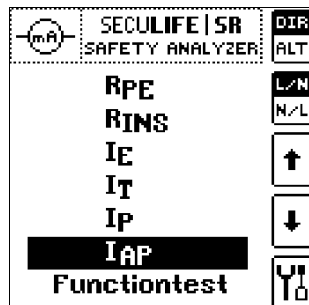 mA
SECULIFE | SR
SAFETY ANALYZER
DIR
ALT
L/N
N/L
RPE
RINS
IE
IT
IP
IAP
Functiontest